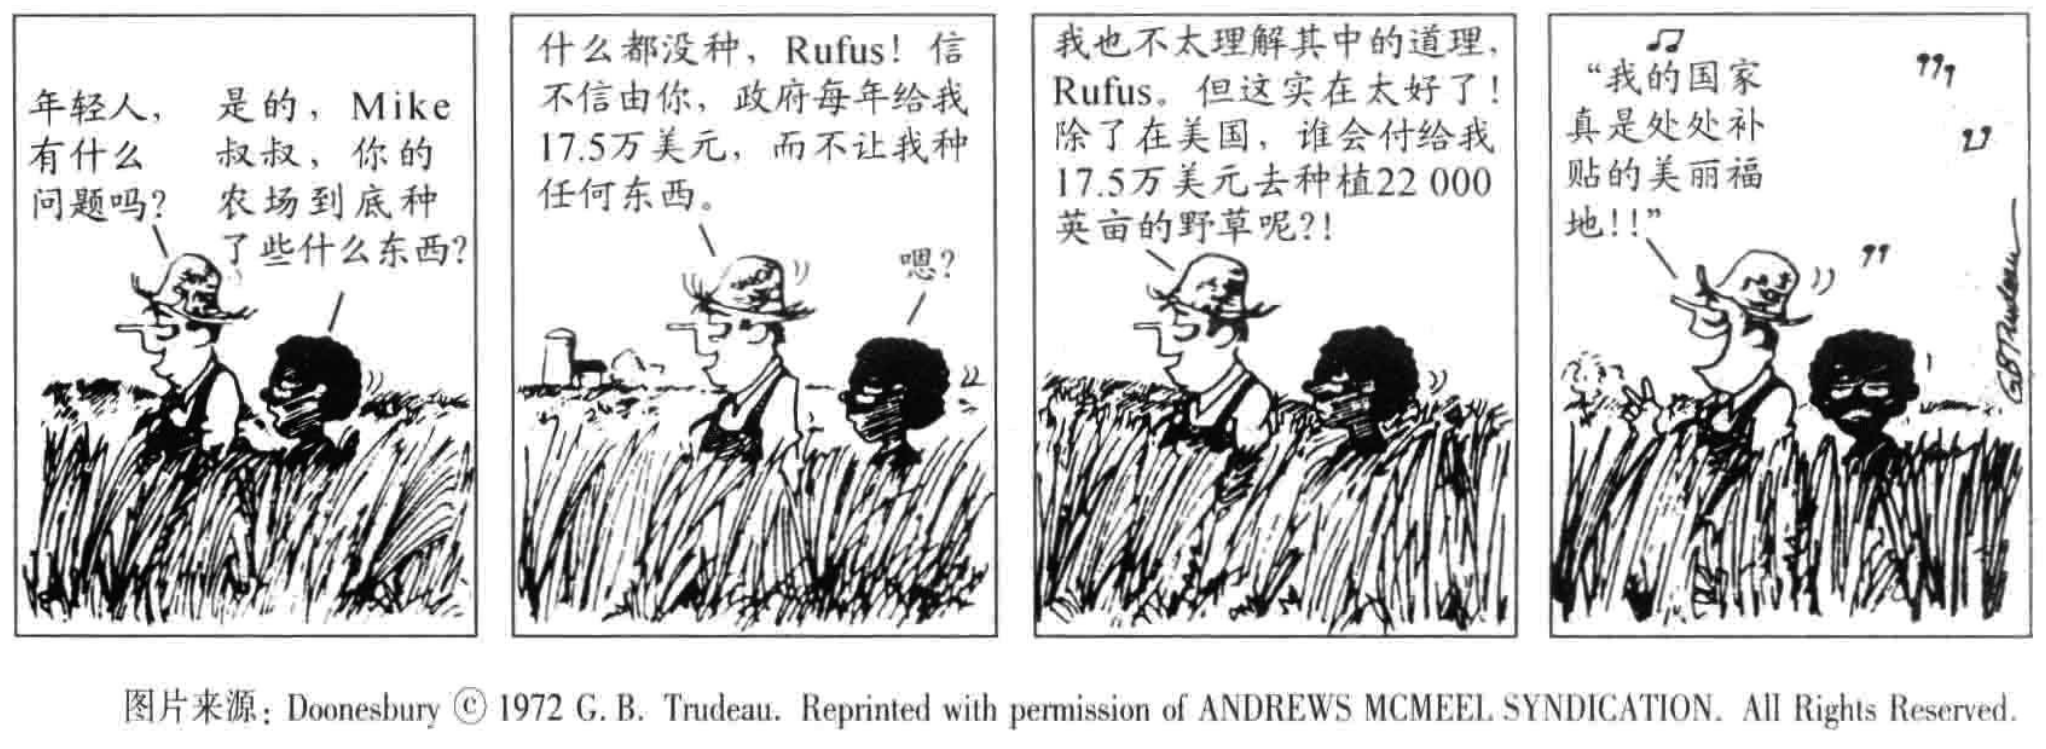 年轻人，
有什么
问题吗？
是的，Mike
叔叔，你的
农场到底种
了些什么东西？
什么都没种，Rufus！信
不信由你，政府每年给我
17.5万美元，而不让我种
任何东西。
嗯？
我也不太理解其中的道理，
Rufus。但这实在太好了！
除了在美国，谁会付给我
17.5万美元去种植22 000
英亩的野草呢？！
“我的国家
真是处处补
贴的美丽福
地！！”
GBTrudeau
图片来源：Doonesbury ⓒ 1972 G. B. Trudeau. Reprinted with permission of ANDREWS MCMEEL SYNDICATION. All Rights Reserved.